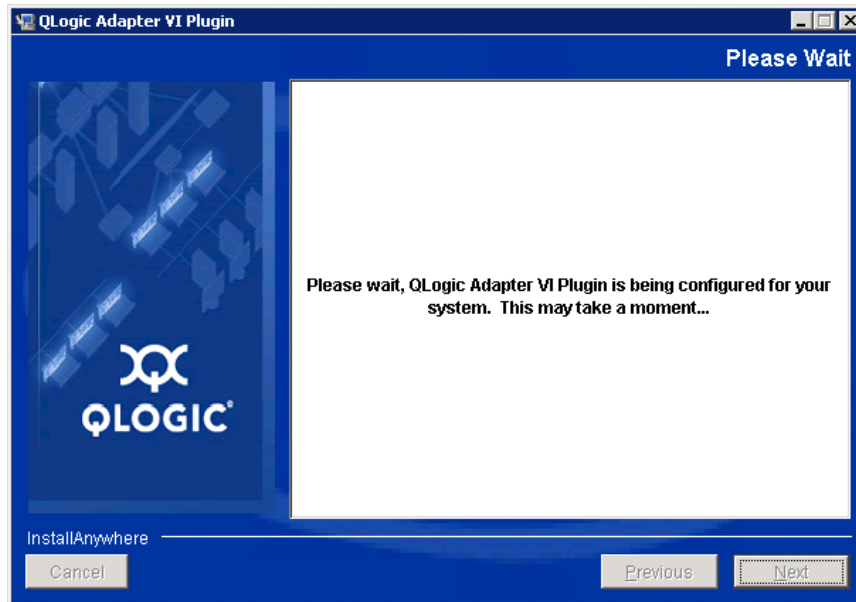 QLogic Adapter VI Plugin
Please Wait
Please wait, QLogic Adapter VI Plugin is being configured for your
system. This may take a moment...
QLOGIC®
InstallAnywhere
Cancel
Previous
Next